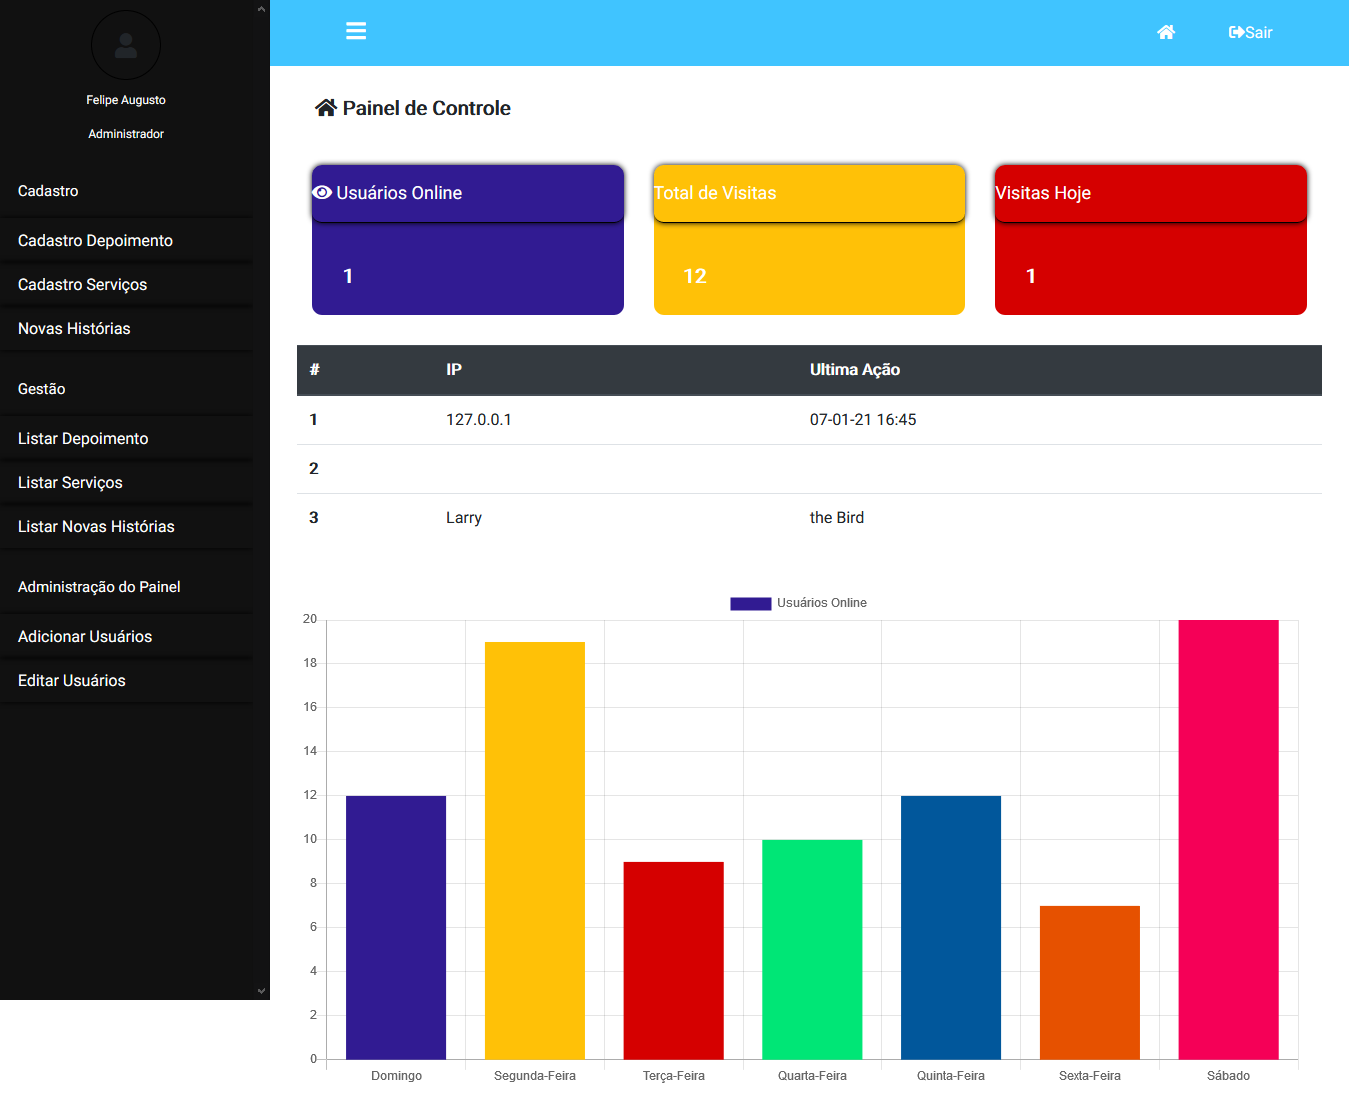 Felipe Augusto
Administrador
Cadastro
Cadastro Depoimento
Cadastro Serviços
Novas Histórias
Gestão
Listar Depoimento
Listar Serviços
Listar Novas Histórias
Administração do Painel
Adicionar Usuários
Editar Usuários
Sair
Painel de Controle
Usuários Online
1
Total de Visitas
12
Visitas Hoje
1
# IP Ultima Ação
1 127.0.0.1 07-01-21 16:45
2
3 Larry the Bird
Usuários Online
20
18
16
14
12
10
8
6
4
2
0
Domingo Segunda-Feira Terça-Feira Quarta-Feira Quinta-Feira Sexta-Feira Sábado